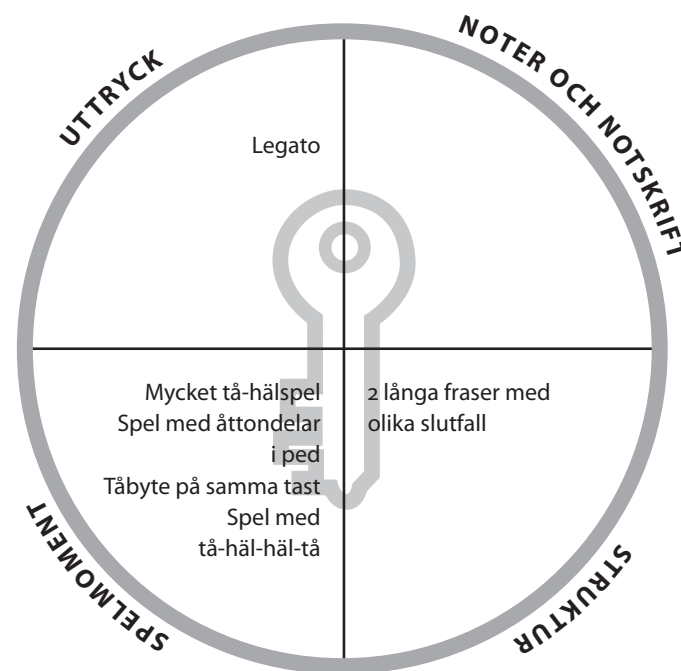 UTTRYCK
NOTER OCH NOTSKRIFT
Legato
Mycket tå-hälspel
Spel med åttondelar
i ped
Tåbyte på samma tast
Spel med
tå-häl-häl-tå
2 långa fraser med
olika slutfall
SPELMOMENT
STRUKTUR